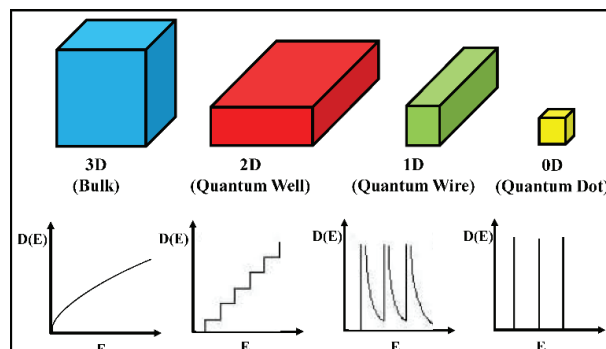 3D
(Bulk)
2D
(Quantum Well)
1D
(Quantum Wire)
0D
(Quantum Dot)
D(E)
D(E)
D(E)
D(E)
E
E
E
E